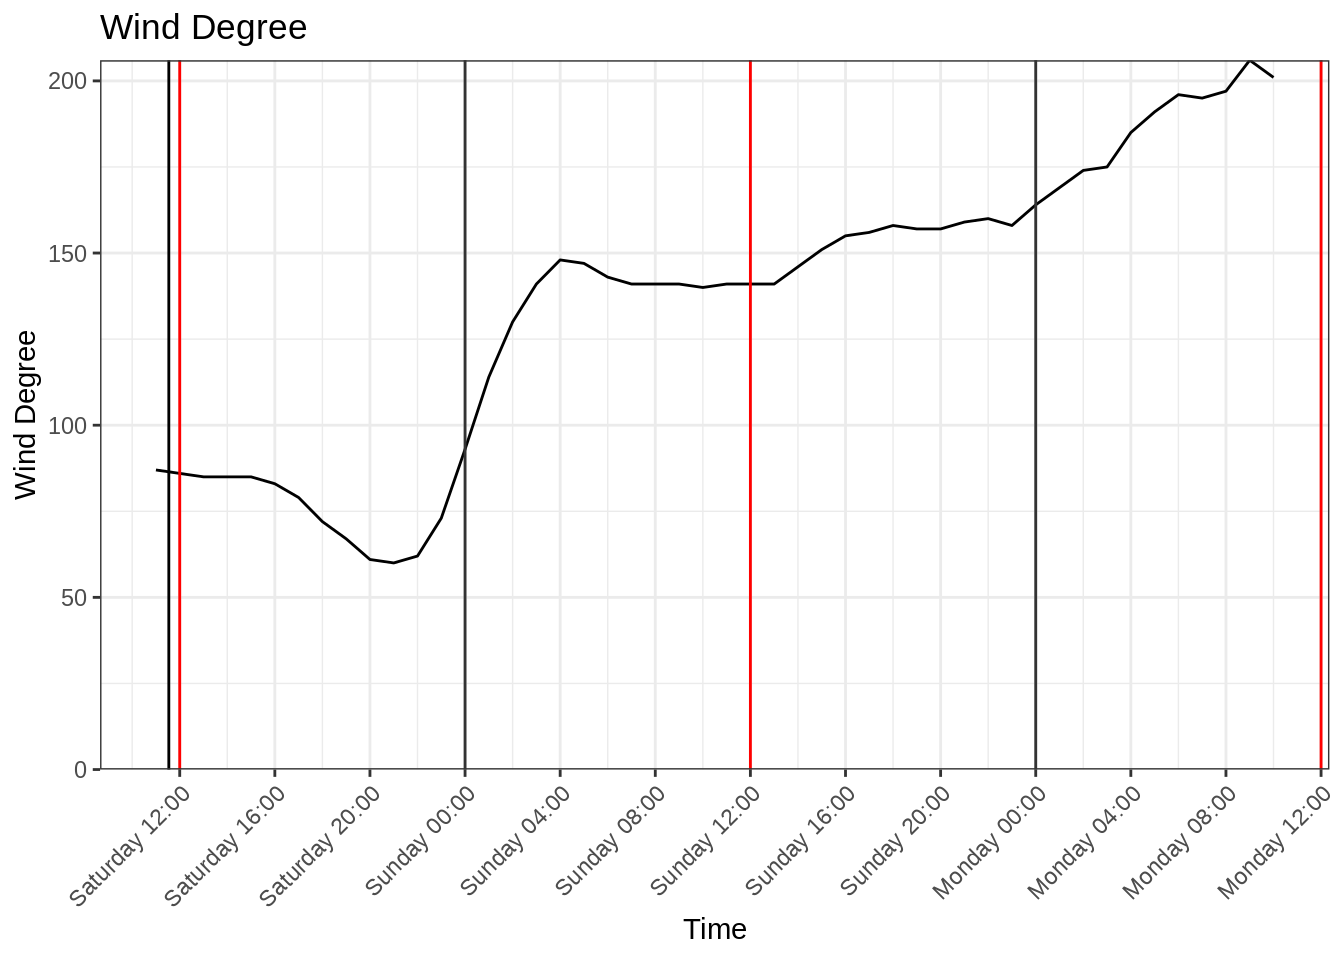 Wind Degree
Wind Degree
200
150
100
50
0
Saturday 12:00
Saturday 16:00
Saturday 20:00
Sunday 00:00
Sunday 04:00
Sunday 08:00
Sunday 12:00
Sunday 16:00
Sunday 20:00
Monday 00:00
Monday 04:00
Monday 08:00
Monday 12:00
Time